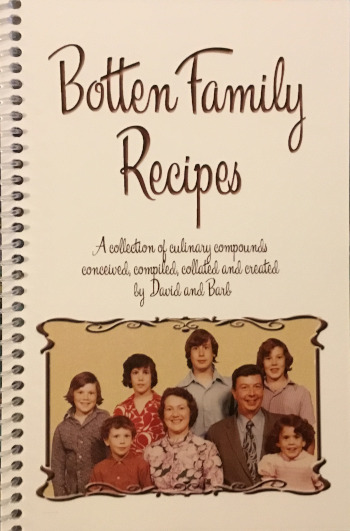 Botten Family
Recipes
A collection of culinary compounds
conceived, compiled, collated and created
by David and Barb